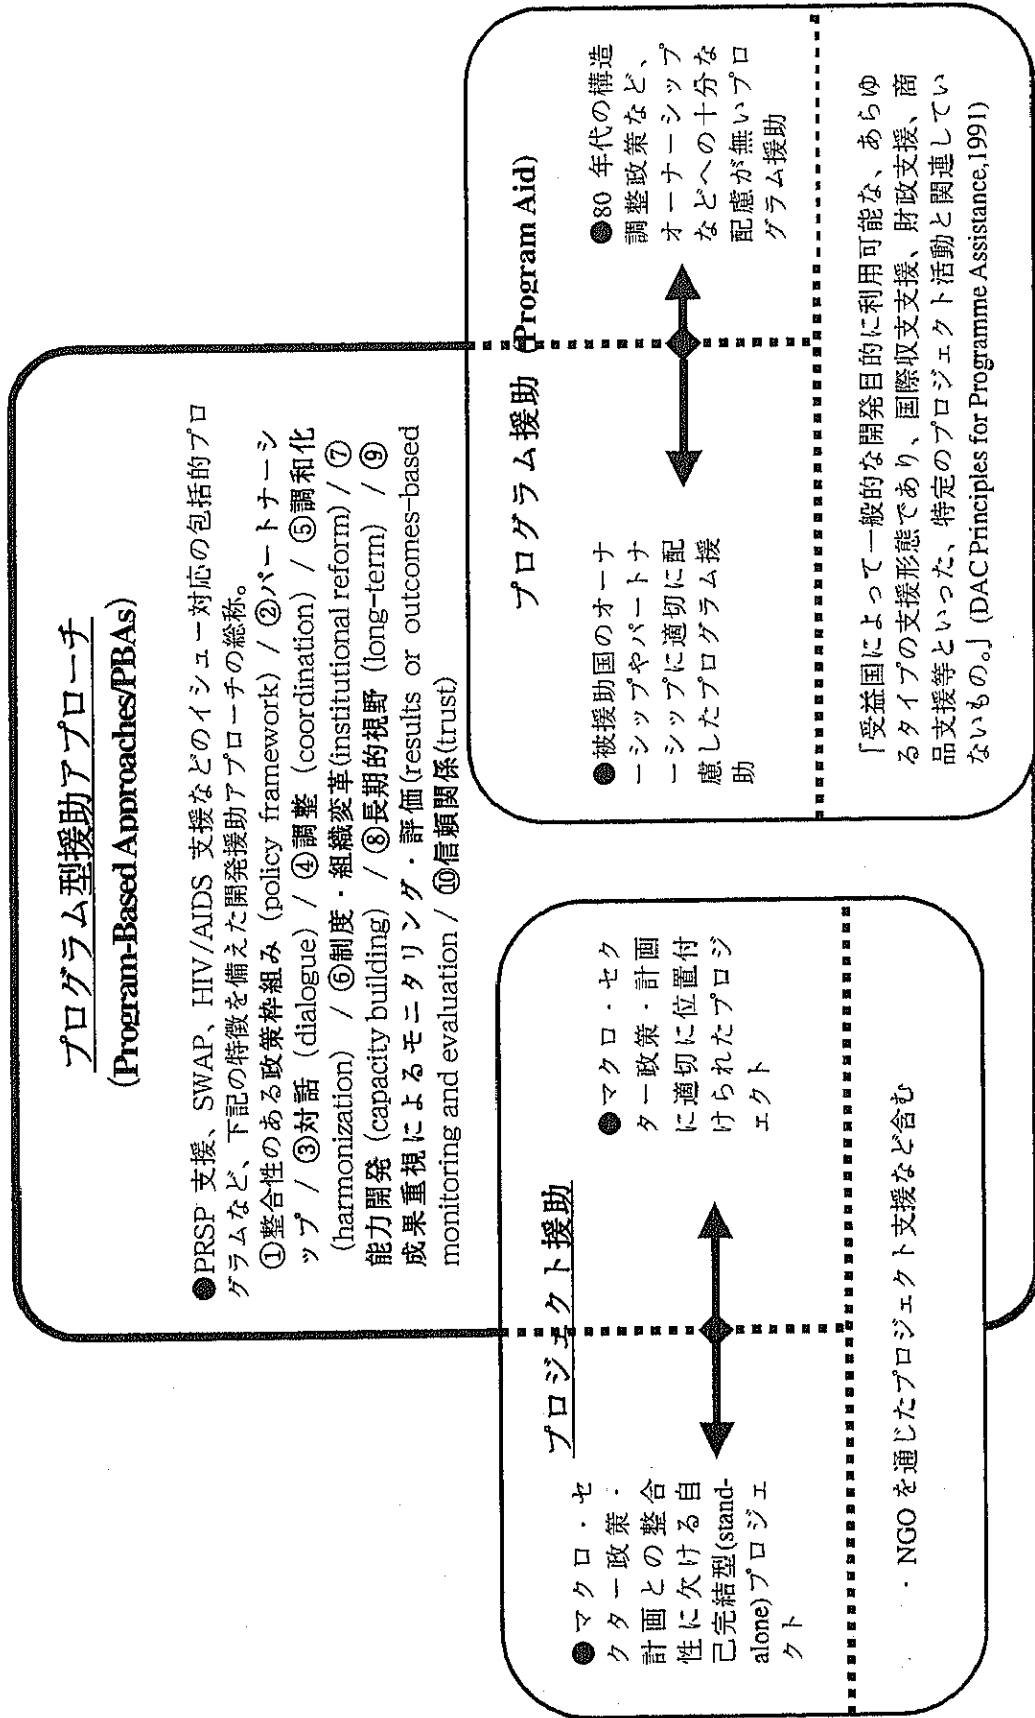 プログラム型援助アプローチ
(Program-Based Approaches/PBAs)
●PRSP 支援、SWAP、HIV/AIDS 支援などのイシュー対応の包括的プロ
グラムなど、下記の特徴を備えた開発援助アプローチの総称。
①整合性のある政策枠組み (policy framework) / ②パートナーシ
ップ / ③対話 (dialogue) / ④調整 (coordination) / ⑤調和化
(harmonization) / ⑥制度・組織変革(institutional reform) / ⑦
能力開発 (capacity building) / ⑧長期的視野 (long-term) / ⑨
成果重視によるモニタリング・評価(results or outcomes-based
monitoring and evaluation / ⑩信頼関係(trust)
プロジェクト援助
●マクロ・セ
クター政策・
計画との整合
性に欠ける自
己完結型(stand-
alone)プロジェ
クト
●マクロ・セク
ター政策・計画
に適切に位置付
けられたプロジ
ェクト
・NGO を通じたプロジェクト支援など含む
プログラム援助 (Program Aid)
●被援助国のオーナ
ーシップやパートナ
ーシップに適切に配
慮したプログラム援
助
●80 年代の構造
調整政策など、
オーナーシップ
などへの十分な
配慮が無いプロ
グラム援助
「受益国によって一般的な開発目的に利用可能な、あらゆ
るタイプの支援形態であり、国際収支支援、財政支援、商
品支援等といった、特定のプロジェクト活動と関連してい
ないもの。」(DAC Principles for Programme Assistance,1991)